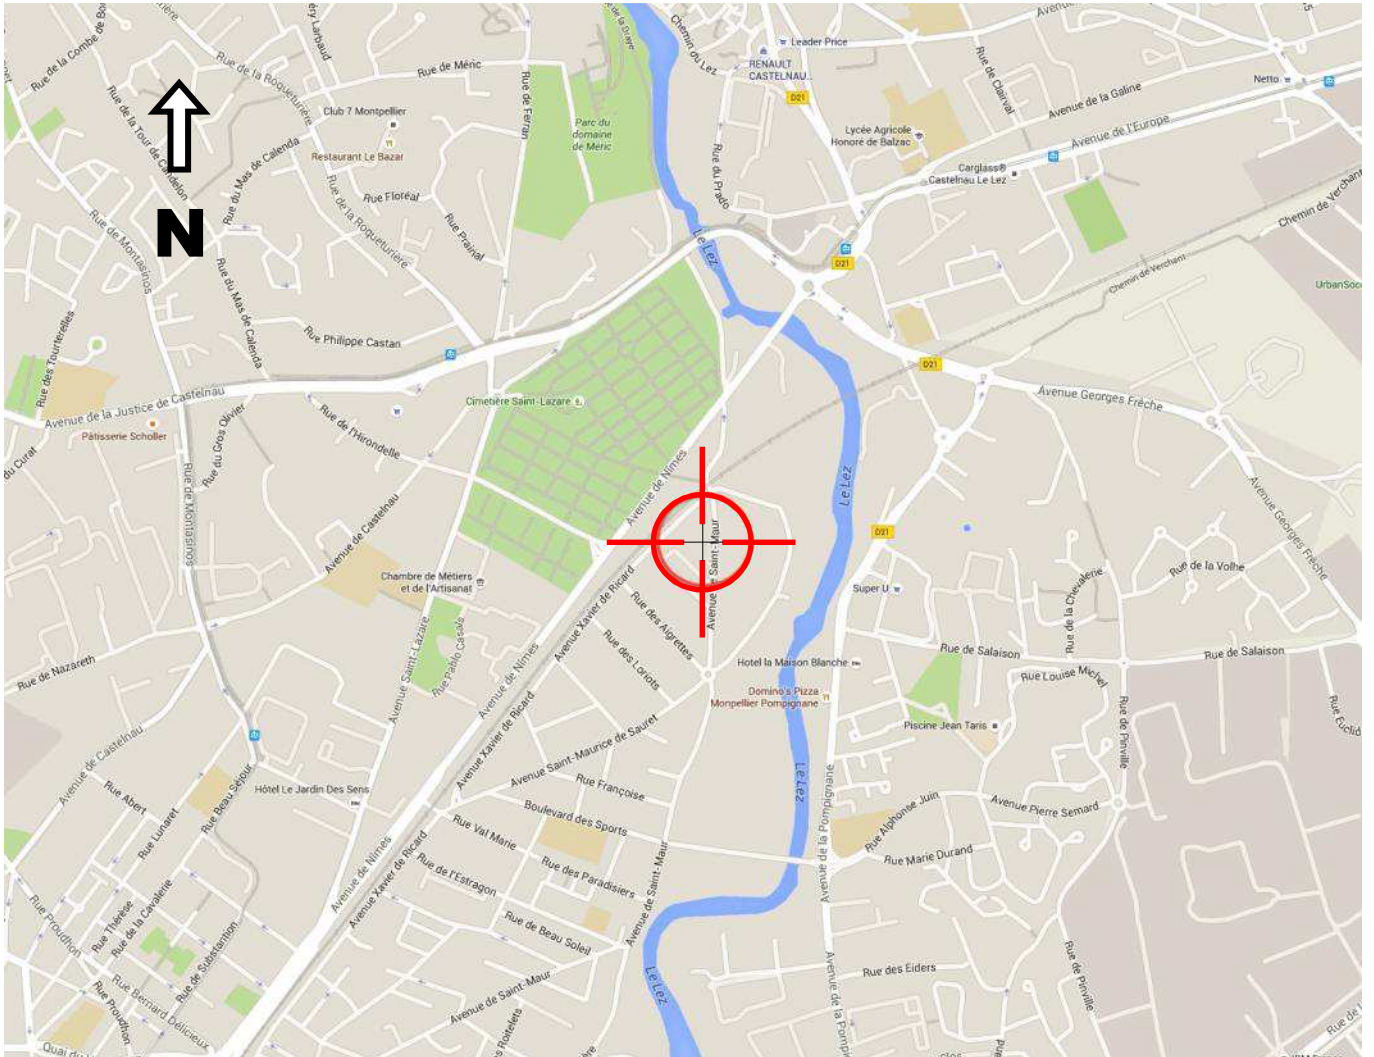 Rue de la Combe de
Rue de la Roqueturière
ery Larbaud
Rue de Méric
Rue de Ferran
de la Draye
Chemin du Lez
Leader Price
RENAULT
CASTELNAU...
D21
Rue de Clairval
Netto
Avenue de la Galine
Avenue de l'Europe
Club 7 Montpellier
Restaurant Le Bazar
Parc du
domaine
de Méric
Lycée Agricole
Honoré de Balzac
Carglass®
Castelnau Le Lez
Rue de la Tour de Candelon
Rue du Mas de Calenda
Rue Floréal
Rue Prairial
Rue de la Roqueturière
Rue du Prado
Chemin de Verchant
N
Rue de Montasinos
Le Lez
D21
Chemin de Verchant
UrbanSoc
Rue du Mas de Calenda
Rue Philippe Castan
Rue des Tourterelles
D21
Avenue de la Justice de Castelnau
Cimetière Saint-Lazare
Avenue Georges Frêche
Pâtisserie Scholler
Rue du Gros Olivier
Rue de l'Hirondelle
du Curat
Rue de Montasinos
Avenue de Castelnau
Avenue de Nîmes
Le Lez
Avenue Georges Frêche
D21
Avenue de Saint-Maur
Chambre de Métiers
et de l'Artisanat
Avenue Xavier de Ricard
Rue des Aigrettes
Super U
Rue de la Chevalerie
Rue de la Volhe
Rue des Loriots
Avenue Saint-Lazare
Rue Pablo Casals
Rue de Nazareth
Hotel la Maison Blanche
Rue de Salaison
Rue de Salaison
Rue Louise Michel
Domino's Pizza
Monpellier Pompignane
Avenue de Nîmes
Avenue Xavier de Ricard
Piscine Jean Taris
Rue de Pinville
Rue Euclid
Avenue de Castelnau
Avenue Saint-Maurice de Sauret
Le Lez
Avenue de la Pompignane
Rue Abert
Rue Lunaret
Rue Beau Séjour
Hôtel Le Jardin Des Sens
Rue Françoise
Boulevard des Sports
Rue Alphonse Juin
Avenue Pierre Semard
Rue Val Marie
Rue Marie Durand
Avenue de Nîmes
Avenue Xavier de Ricard
Rue de l'Estragon
Rue des Paradisiers
Avenue de Saint-Maur
Rue Proudhon
Rue Thérèse
Rue de la Cavalerie
Rue de Substantion
Rue de Beau Soleil
Le Lez
Rue des Eiders
Rue de Pinville
Avenue de la Pompi
Avenue de Saint-Maur
Rue Bernard Délicieux
Rue Proudhon
Roitelets
Quai du
Rue de